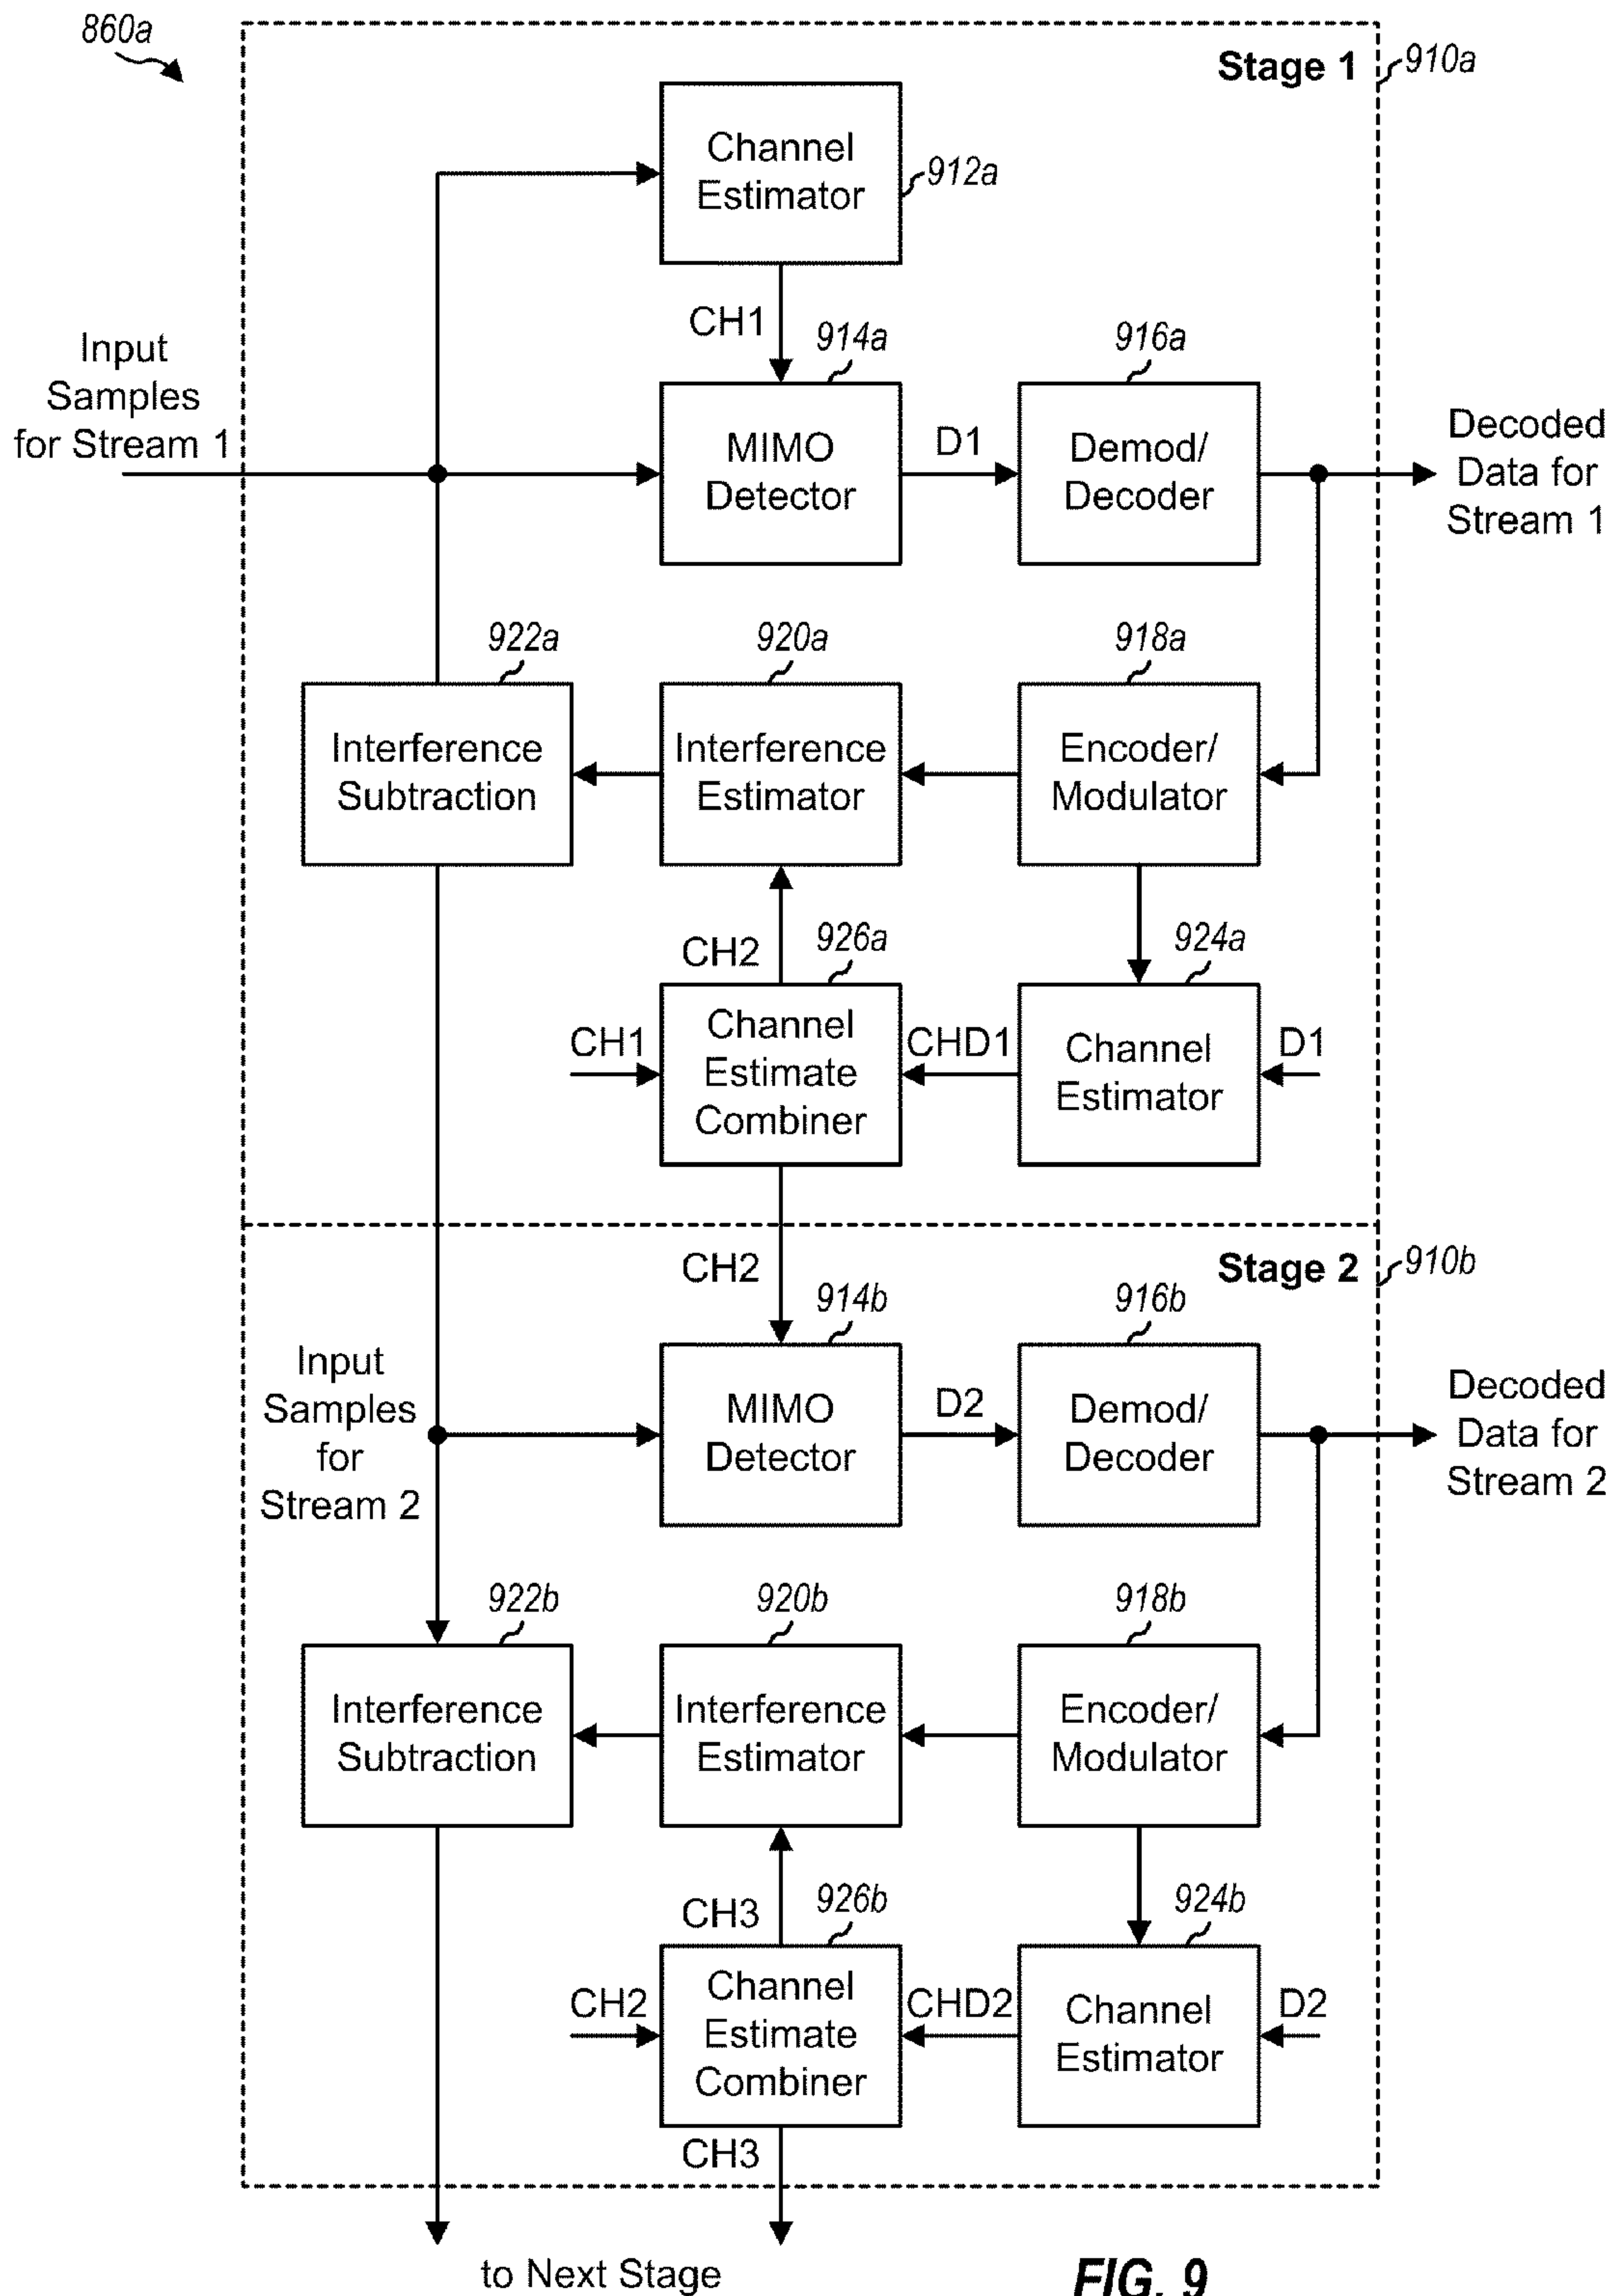 860a
Stage 1
910a
Channel
Estimator
912a
CH1
914a
916a
Input
Samples
for Stream 1
MIMO
Detector
D1
Demod/
Decoder
Decoded
Data for
Stream 1
922a
920a
918a
Interference
Subtraction
Interference
Estimator
Encoder/
Modulator
CH2
926a
924a
CH1
Channel
Estimate
Combiner
CHD1
Channel
Estimator
D1
CH2
Stage 2
910b
914b
916b
Input
Samples
for
Stream 2
MIMO
Detector
D2
Demod/
Decoder
Decoded
Data for
Stream 2
922b
920b
918b
Interference
Subtraction
Interference
Estimator
Encoder/
Modulator
CH3
926b
924b
CH2
Channel
Estimate
Combiner
CHD2
Channel
Estimator
D2
CH3
to Next Stage
FIG. 9